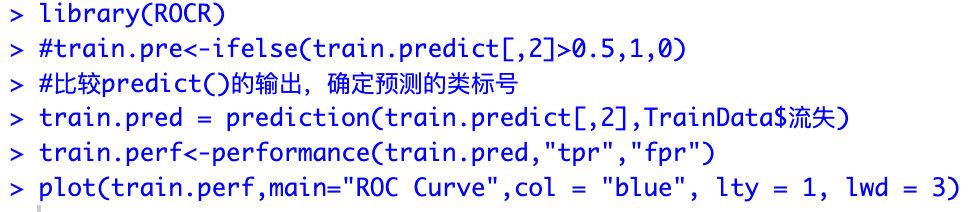 > library(ROCR)
> #train.pre<-ifelse(train.predict[,2]>0.5,1,0)
> #比较predict()的输出，确定预测的类标号
> train.pred = prediction(train.predict[,2],TrainData$流失)
> train.perf<-performance(train.pred,"tpr","fpr")
> plot(train.perf,main="ROC Curve",col = "blue", lty = 1, lwd = 3)